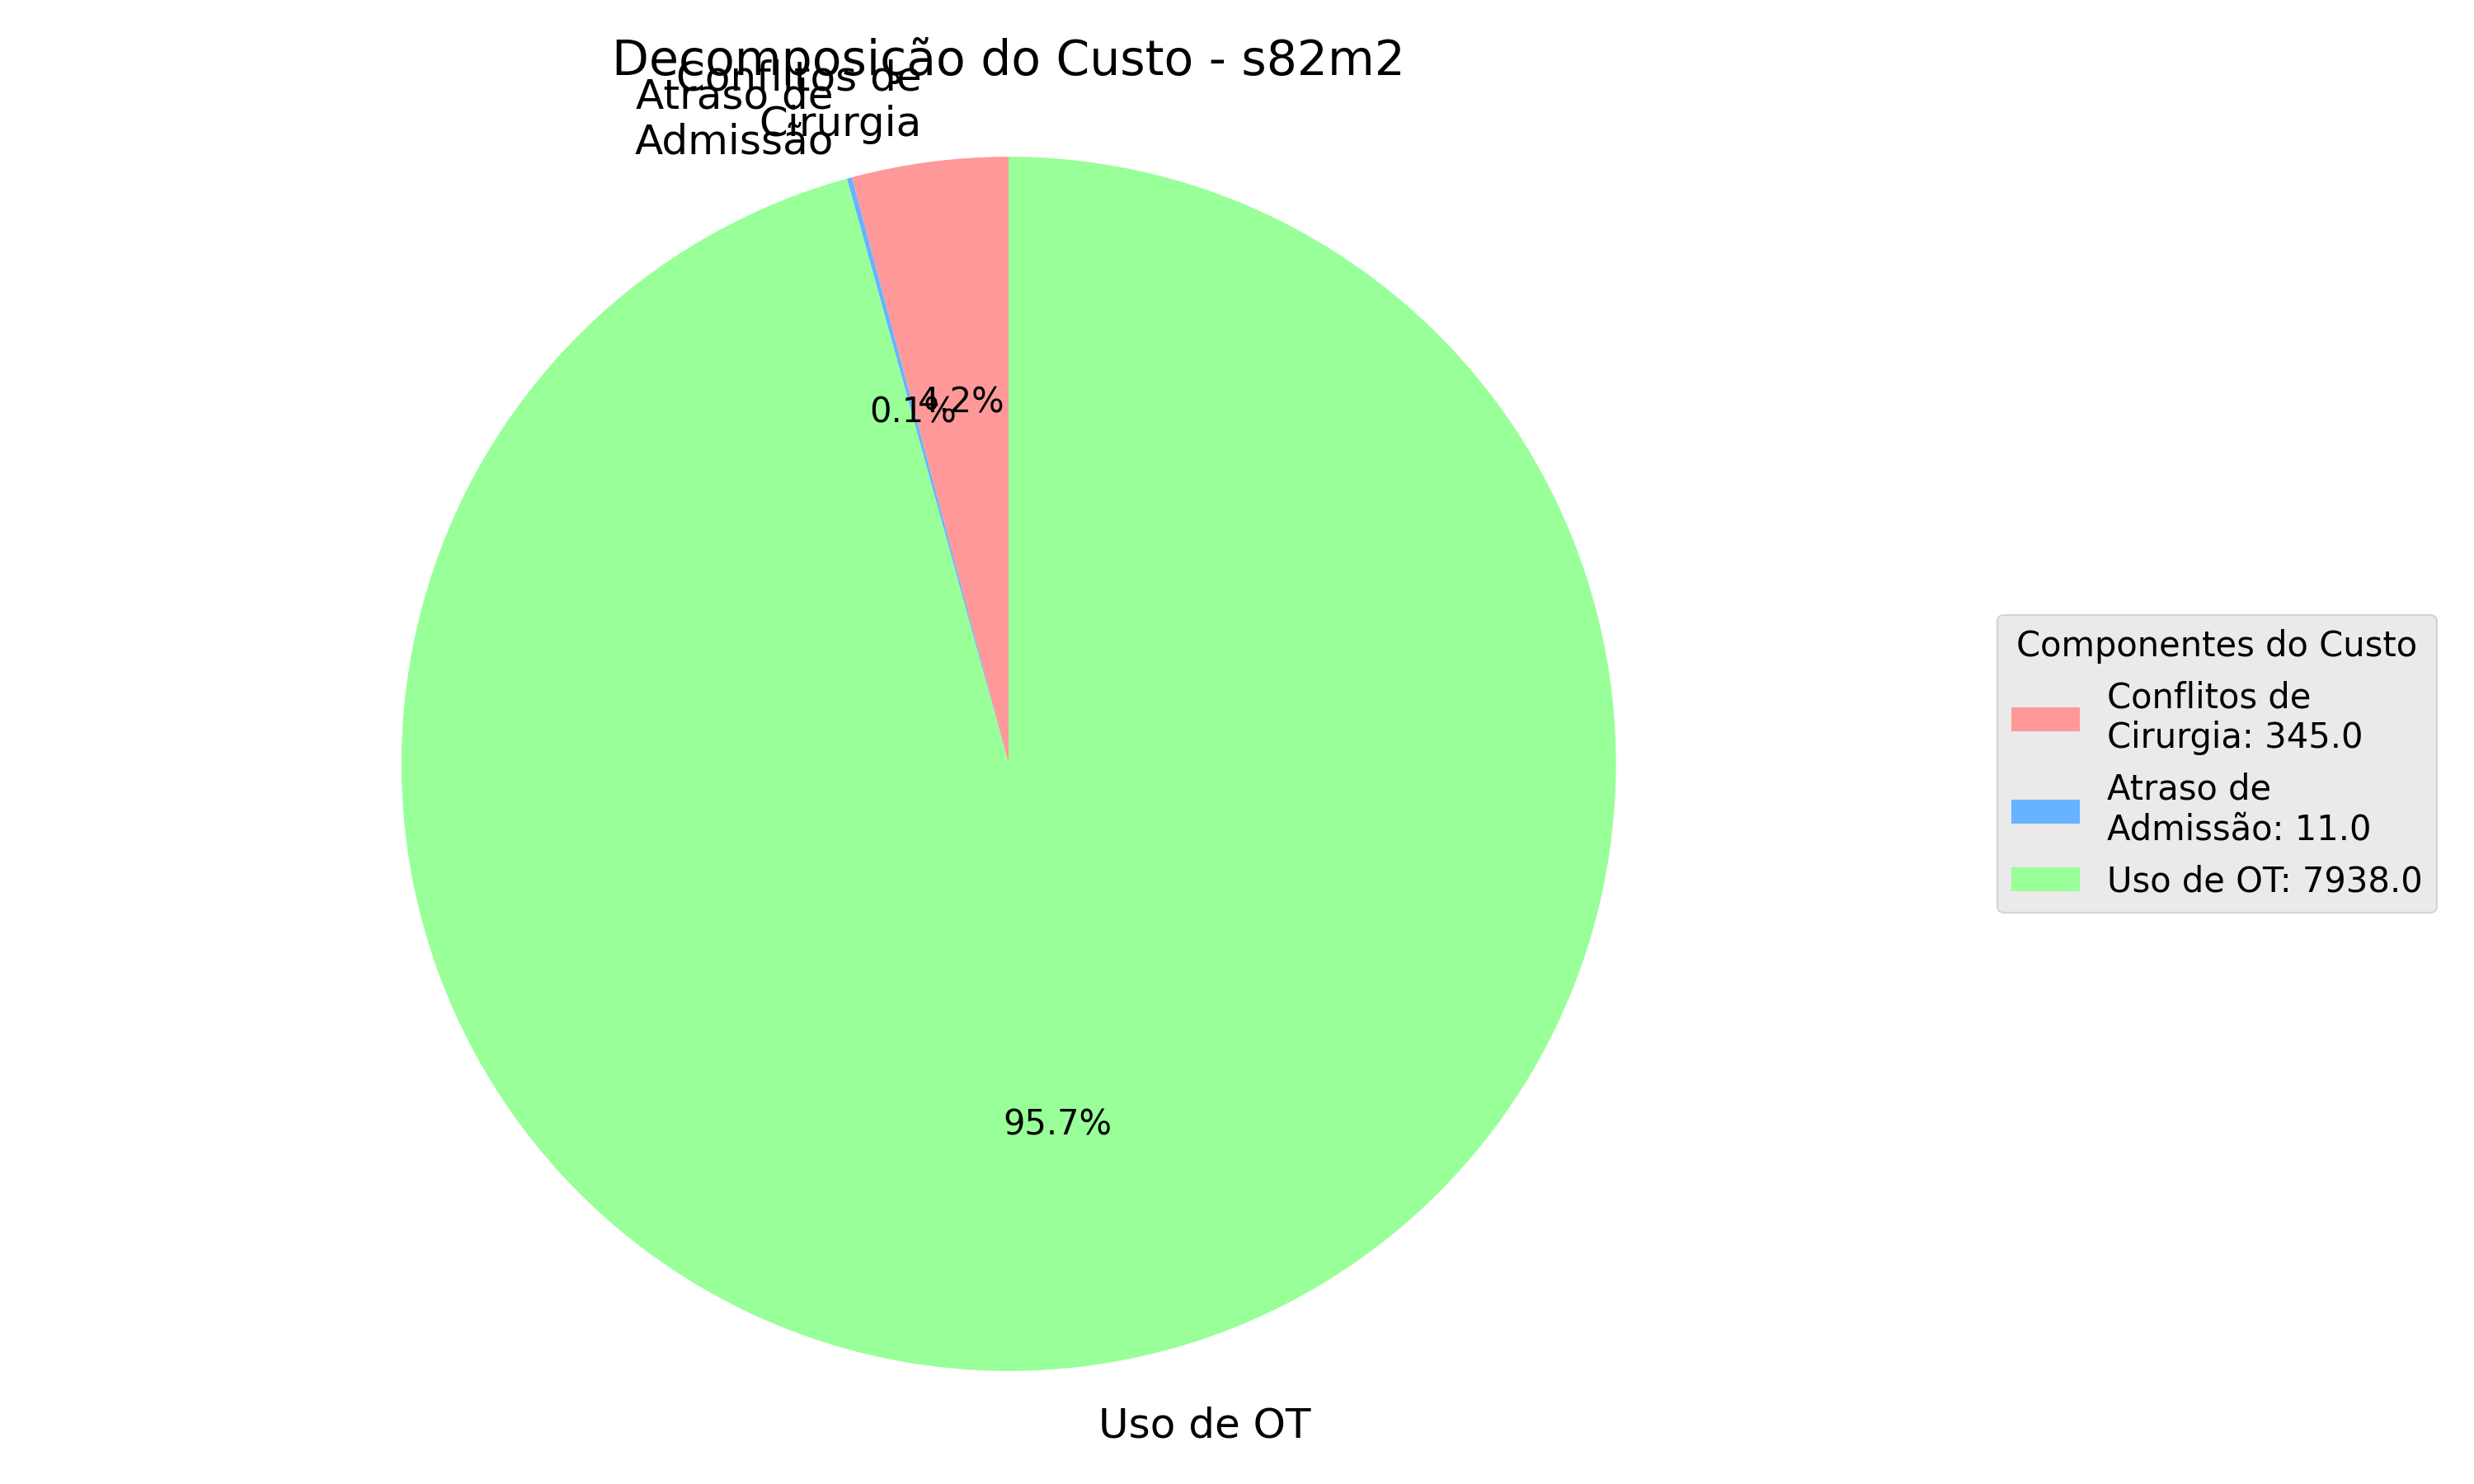 Decomposição do Custo - s82m2
Conflitos de
Cirurgia
Atraso de
Admissão
4.2%
0.1%
95.7%
Uso de OT
Componentes do Custo
Conflitos de
Cirurgia: 345.0
Atraso de
Admissão: 11.0
Uso de OT: 7938.0